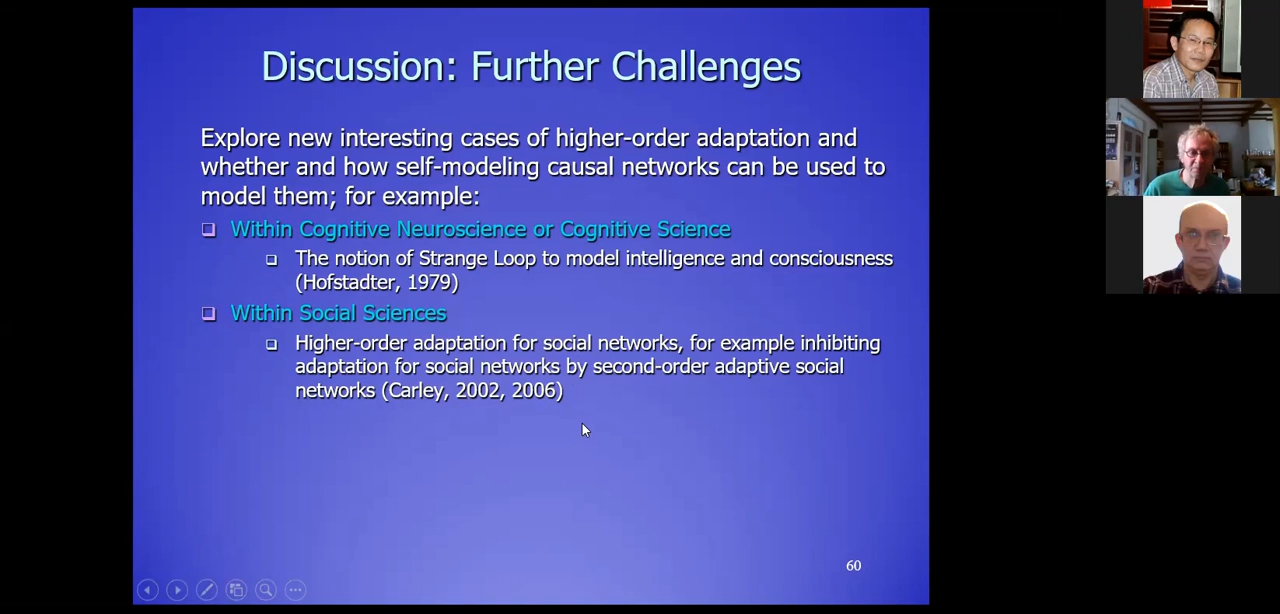 Discussion: Further Challenges
Explore new interesting cases of higher-order adaptation and
whether and how self-modeling causal networks can be used to
model them; for example:
Within Cognitive Neuroscience or Cognitive Science
The notion of Strange Loop to model intelligence and consciousness
(Hofstadter, 1979)
Within Social Sciences
Higher-order adaptation for social networks, for example inhibiting
adaptation for social networks by second-order adaptive social
networks (Carley, 2002, 2006)
60